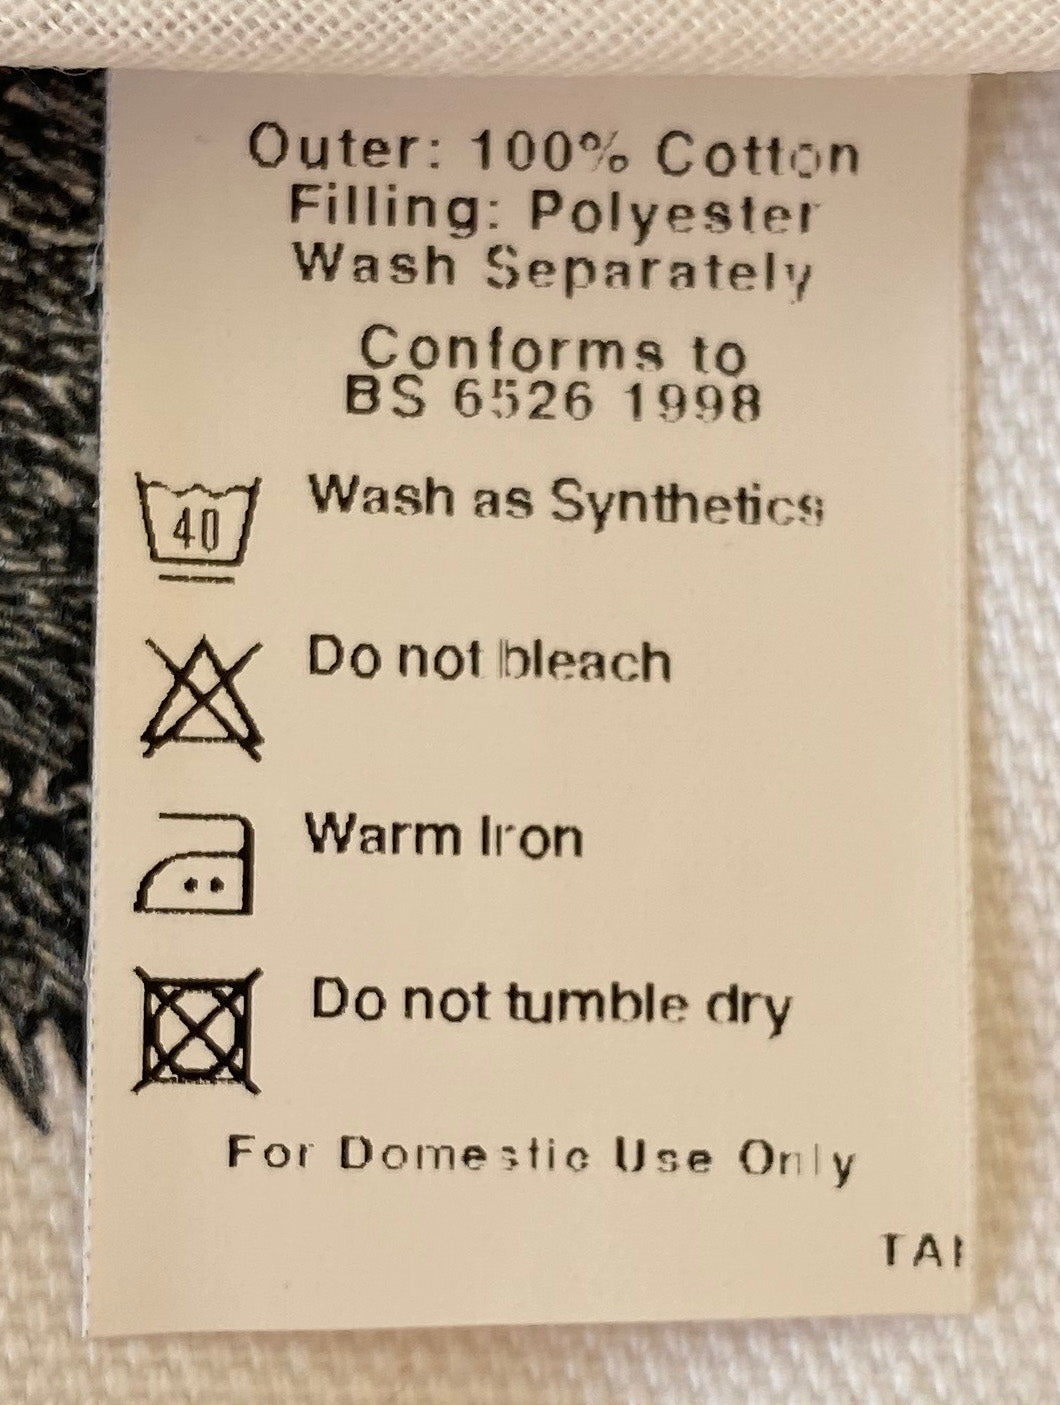 Outer: 100% Cotton
Filling: Polyester
Wash Separately
Conforms to
BS 6526 1998
40 Wash as Synthetics
Do not bleach
Warm Iron
Do not tumble dry
For Domestic Use Only